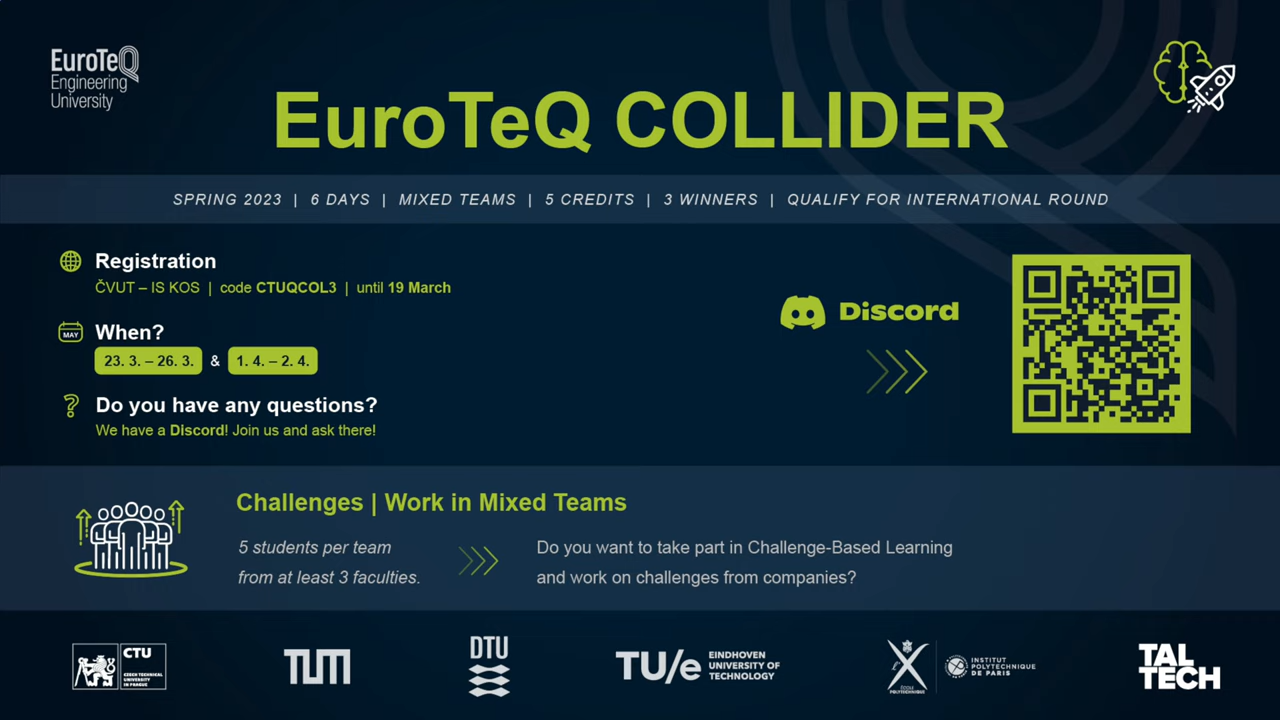 EuroTeQ
Engineering
University
EuroTeQ COLLIDER
SPRING 2023 | 6 DAYS | MIXED TEAMS | 5 CREDITS | 3 WINNERS | QUALIFY FOR INTERNATIONAL ROUND
Registration
ČVUT – IS KOS | code CTUQCOL3 | until 19 March
MAY
When?
23. 3. – 26. 3. & 1. 4. – 2. 4.
Do you have any questions?
We have a Discord! Join us and ask there!
Discord
Challenges | Work in Mixed Teams
5 students per team
from at least 3 faculties.
Do you want to take part in Challenge-Based Learning
and work on challenges from companies?
CTU
CZECH TECHNICAL
UNIVERSITY
IN PRAGUE
TUM
DTU
TU/e
EINDHOVEN
UNIVERSITY OF
TECHNOLOGY
ÉCOLE
POLYTECHNIQUE
INSTITUT
POLYTECHNIQUE
DE PARIS
TAL
TECH